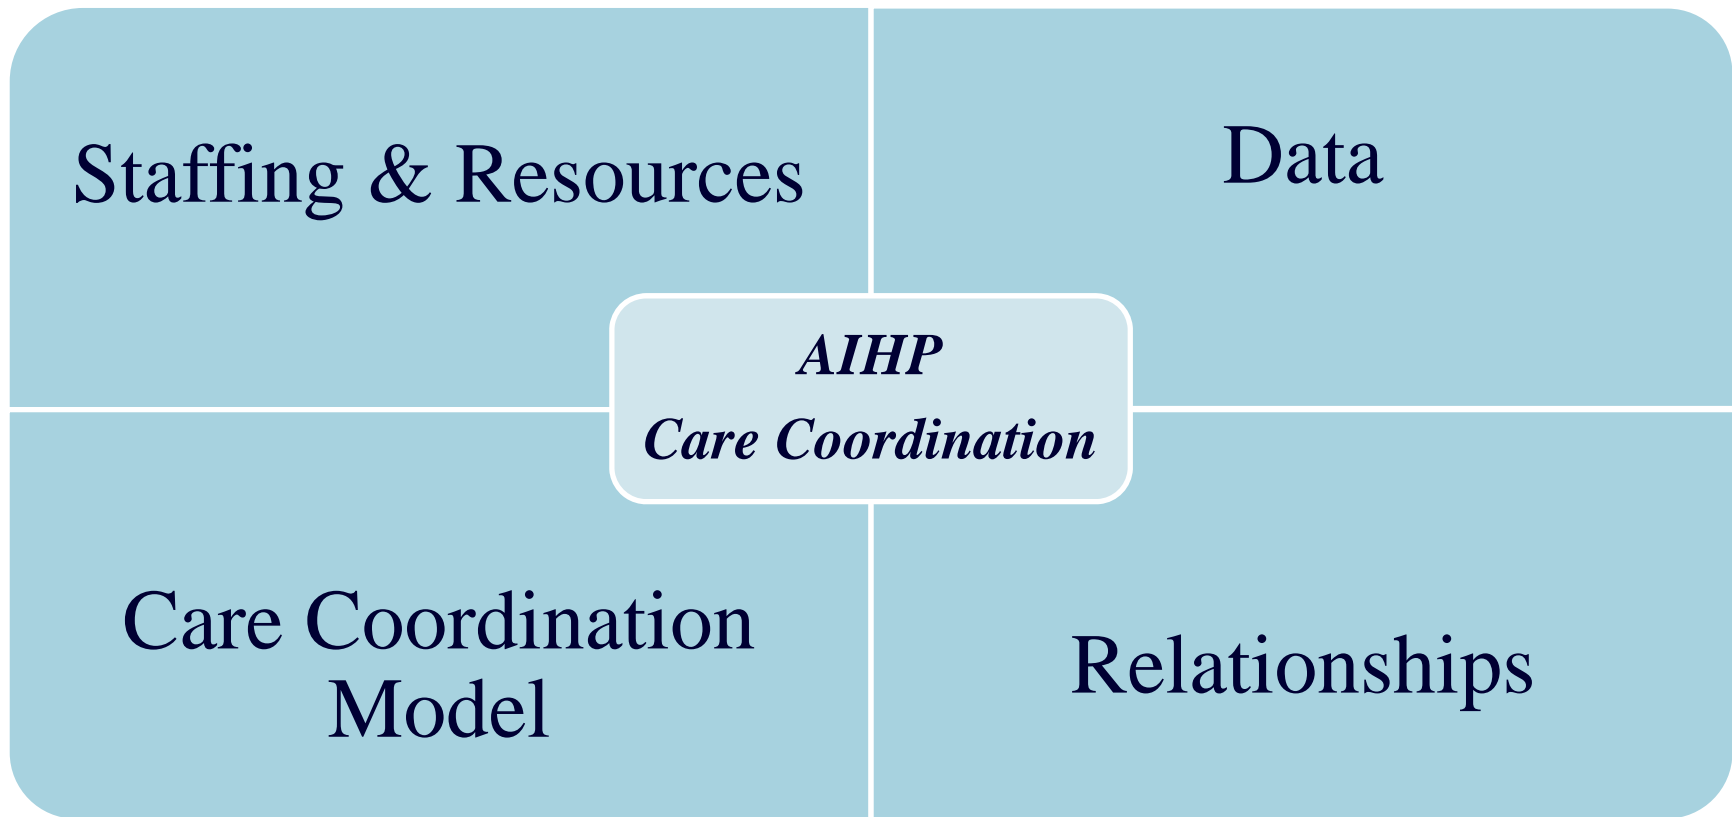 Staffing & Resources
Data
AIHP
Care Coordination
Care Coordination
Model
Relationships